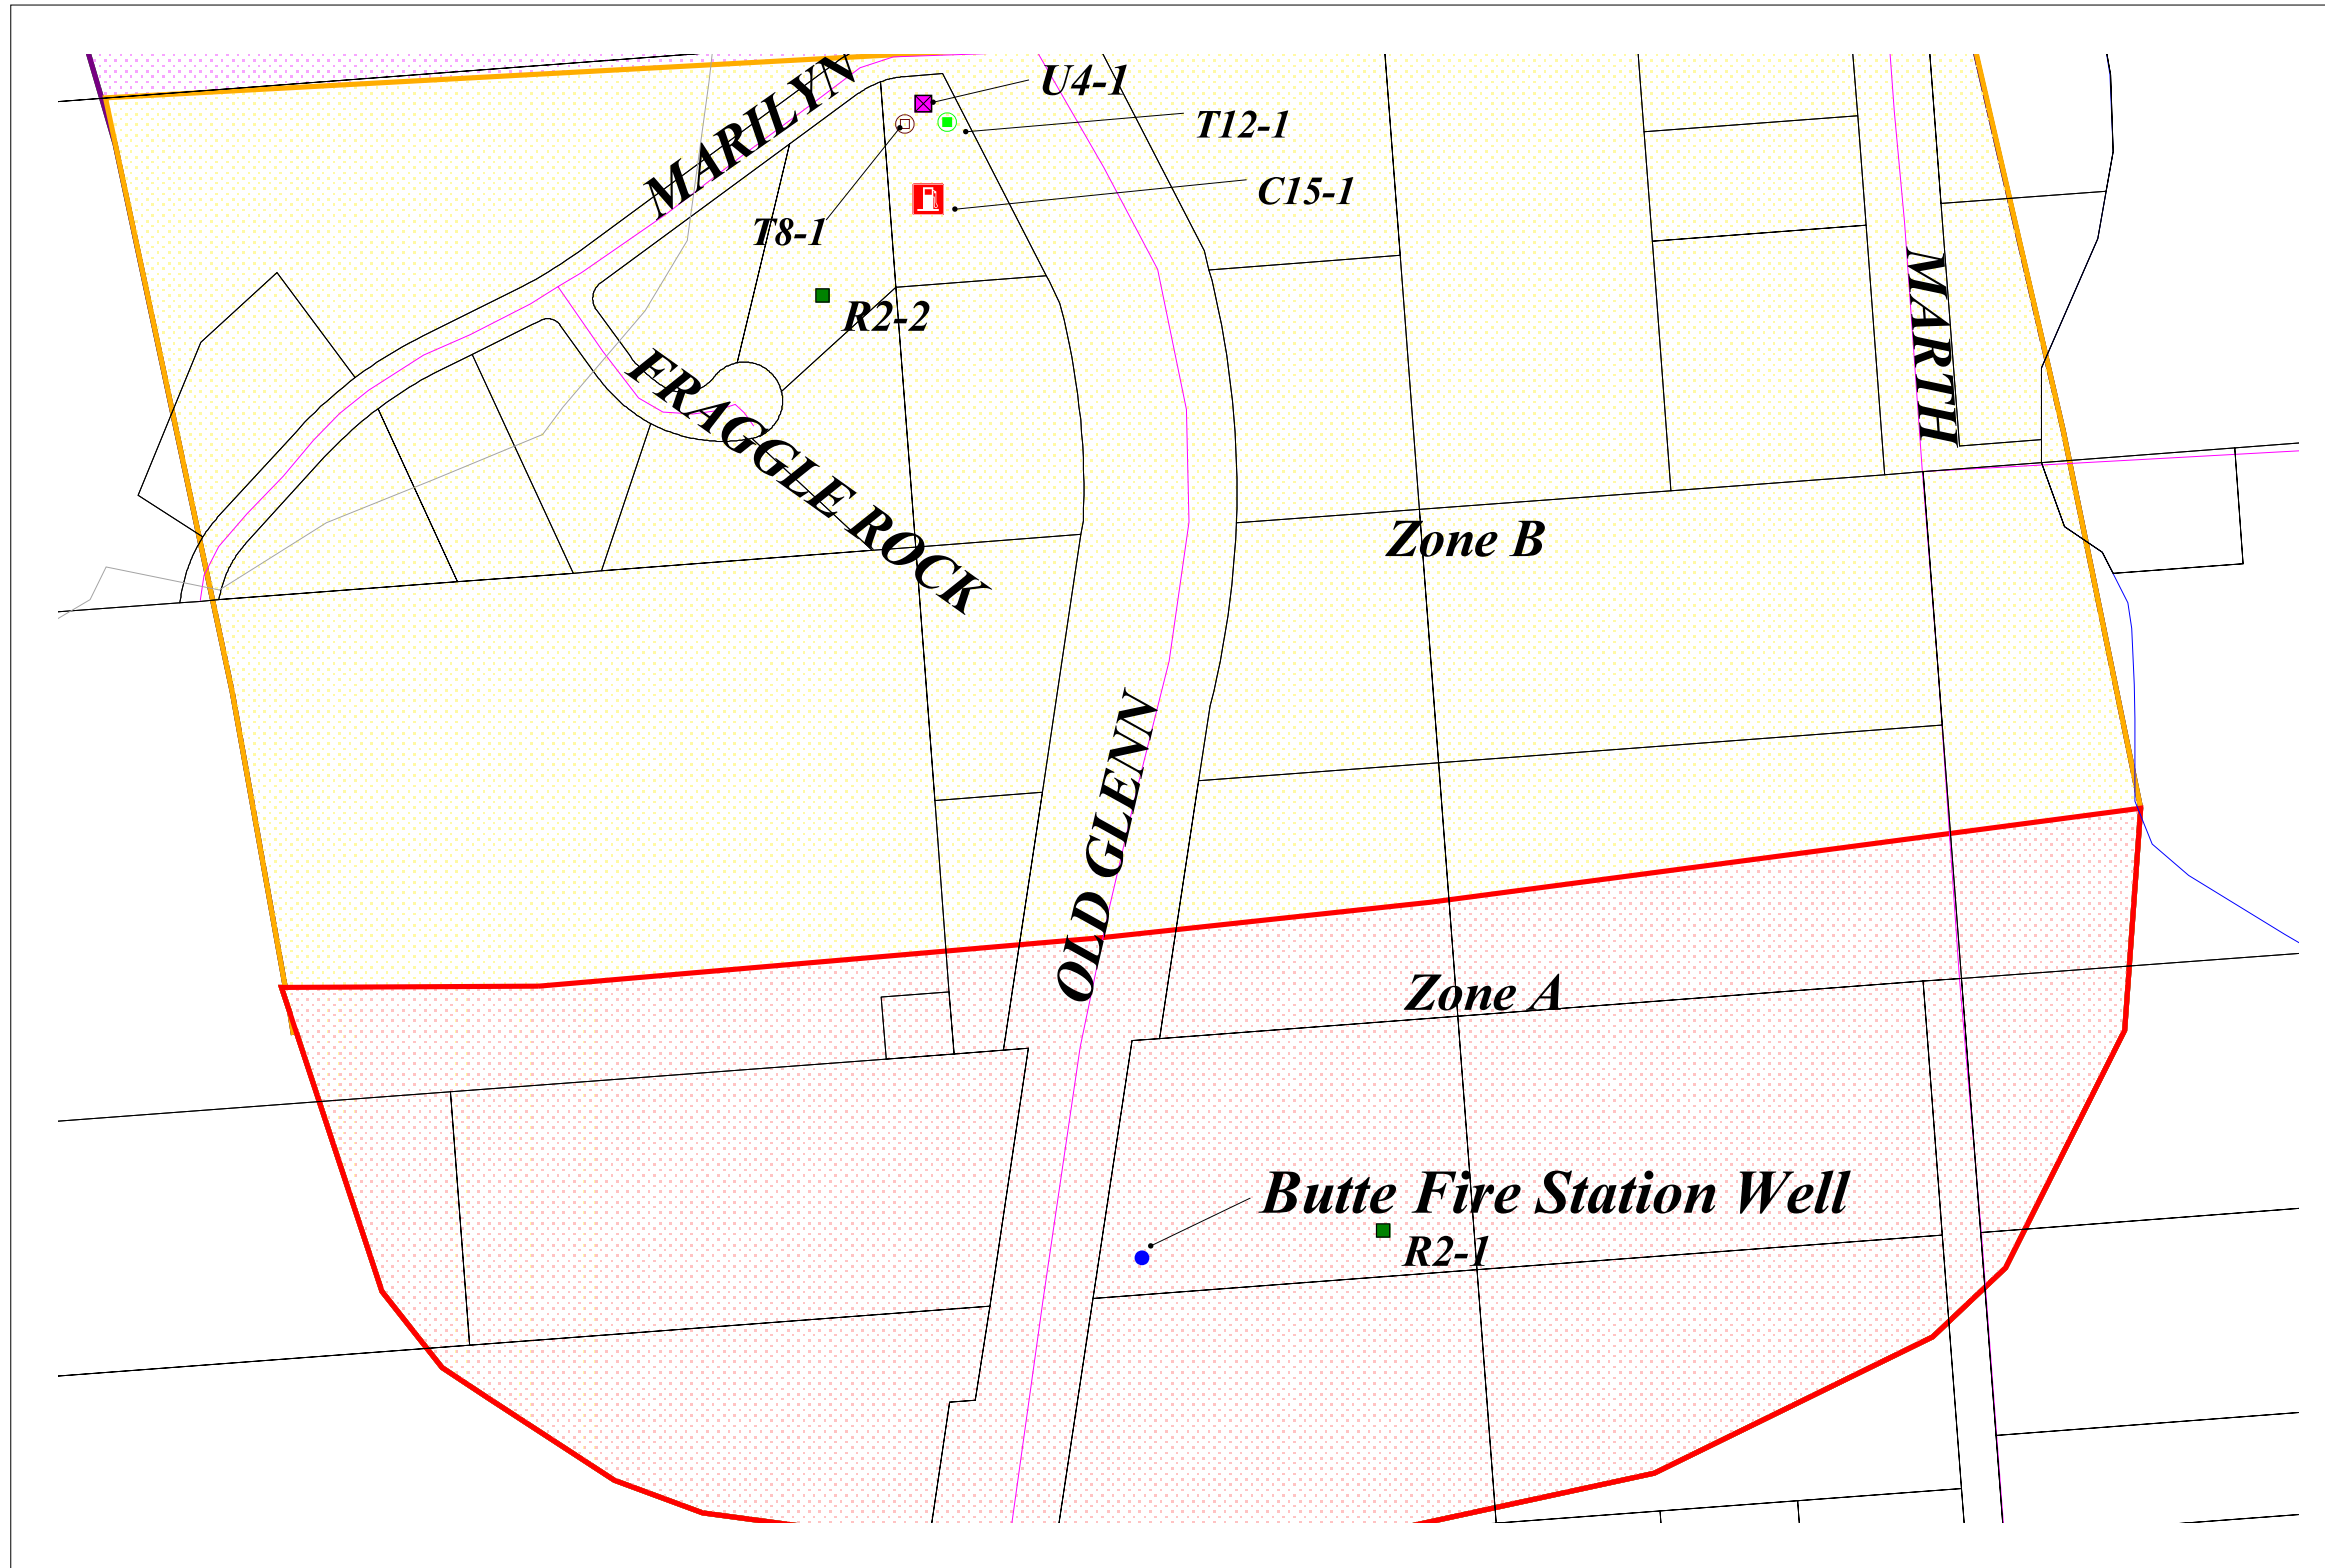 MARILYN
U4-1
T12-1
C15-1
T8-1
R2-2
MARTH
FRAGGLE ROCK
Zone B
OLD GLENN
Zone A
Butte Fire Station Well
R2-1